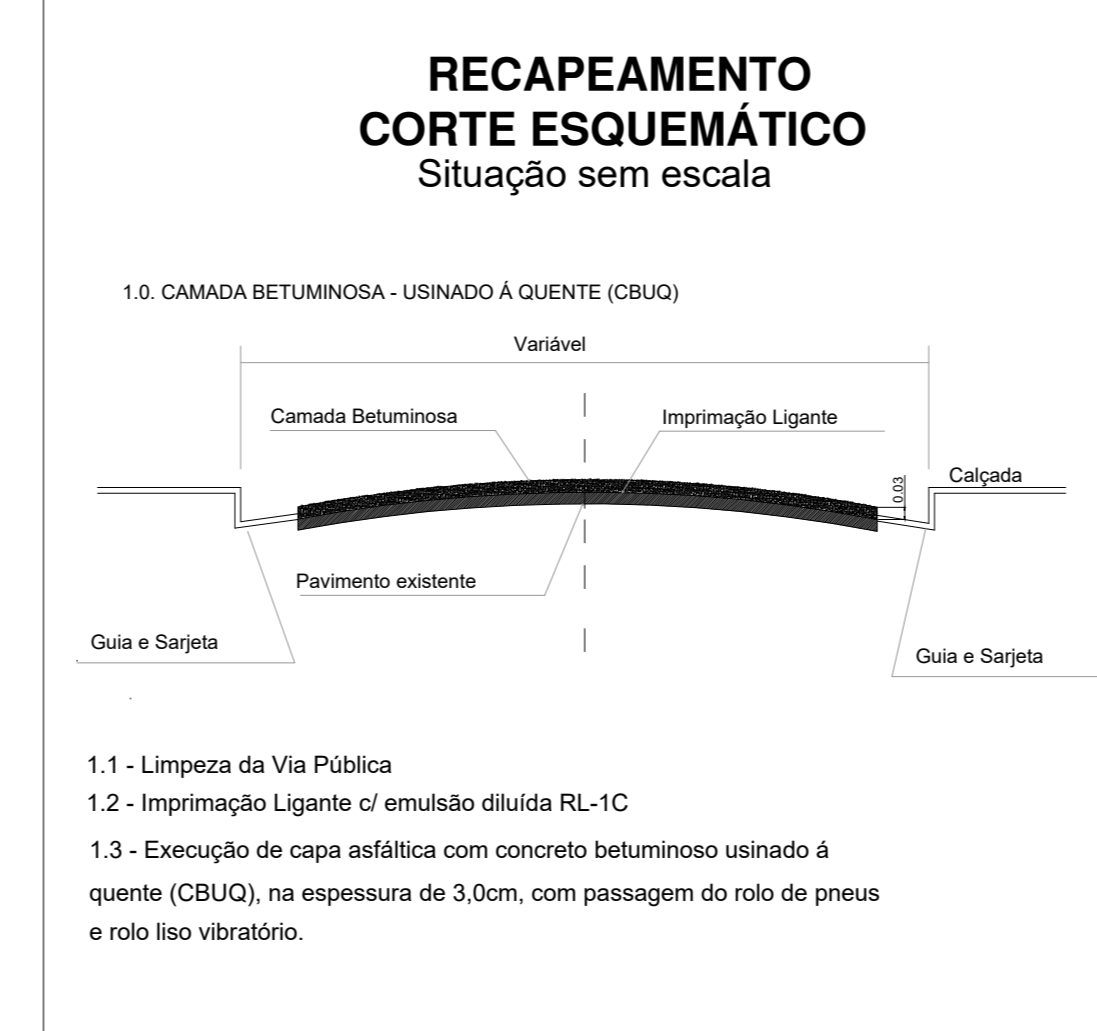 RECAPEAMENTO
CORTE ESQUEMÁTICO
Situação sem escala
1.0. CAMADA BETUMINOSA - USINADO Á QUENTE (CBUQ)
Variável
Camada Betuminosa
Imprimação Ligante
Calçada
0.03
Pavimento existente
Guia e Sarjeta
Guia e Sarjeta
1.1 - Limpeza da Via Pública
1.2 - Imprimação Ligante c/ emulsão diluída RL-1C
1.3 - Execução de capa asfáltica com concreto betuminoso usinado á
quente (CBUQ), na espessura de 3,0cm, com passagem do rolo de pneus
e rolo liso vibratório.